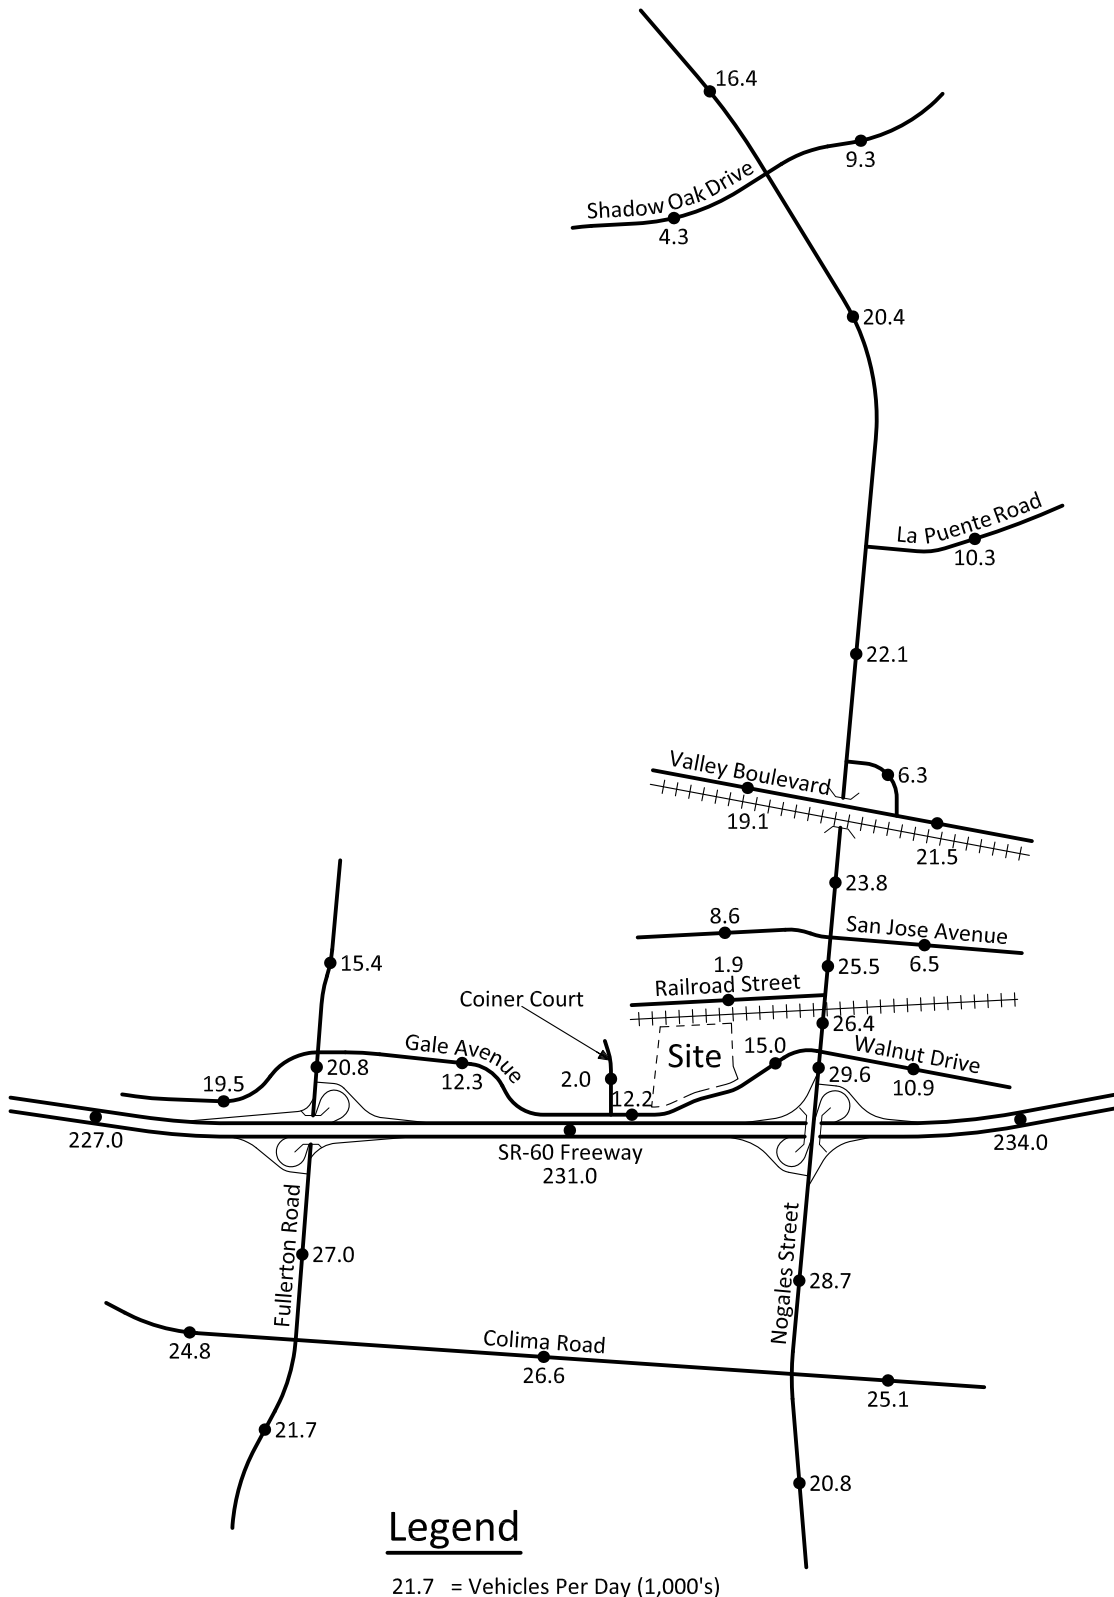 16.4
9.3
Shadow Oak Drive
4.3
20.4
La Puente Road
10.3
22.1
Valley Boulevard
6.3
19.1
21.5
23.8
8.6
San Jose Avenue
6.5
1.9
25.5
Railroad Street
15.4
Coiner Court
26.4
Gale Avenue
Site
15.0
Walnut Drive
20.8
12.3
2.0
29.6
10.9
19.5
12.2
227.0
234.0
SR-60 Freeway
231.0
Fullerton Road
27.0
Nogales Street
28.7
24.8
Colima Road
26.6
25.1
21.7
20.8
Legend
21.7 = Vehicles Per Day (1,000's)